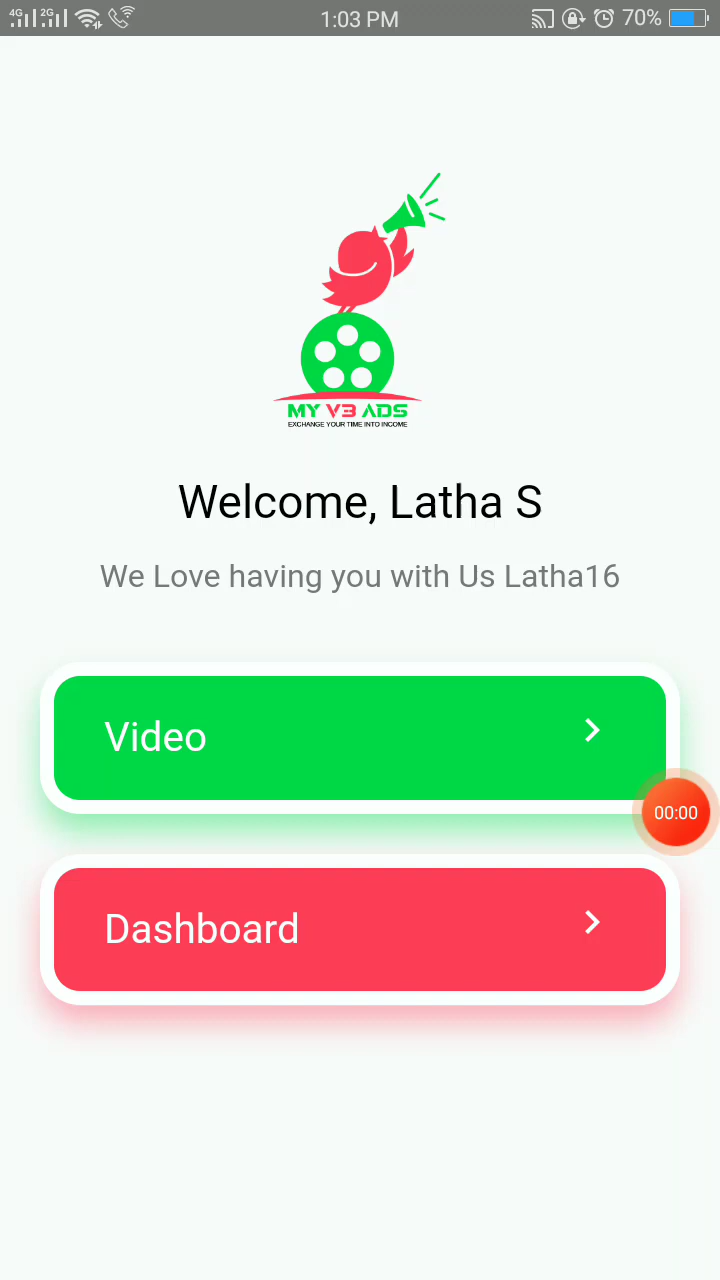 4G 2G 1:03 PM 70%
MY V3 ADS
EXCHANGE YOUR TIME INTO INCOME
Welcome, Latha S
We Love having you with Us Latha16
Video
00:00
Dashboard